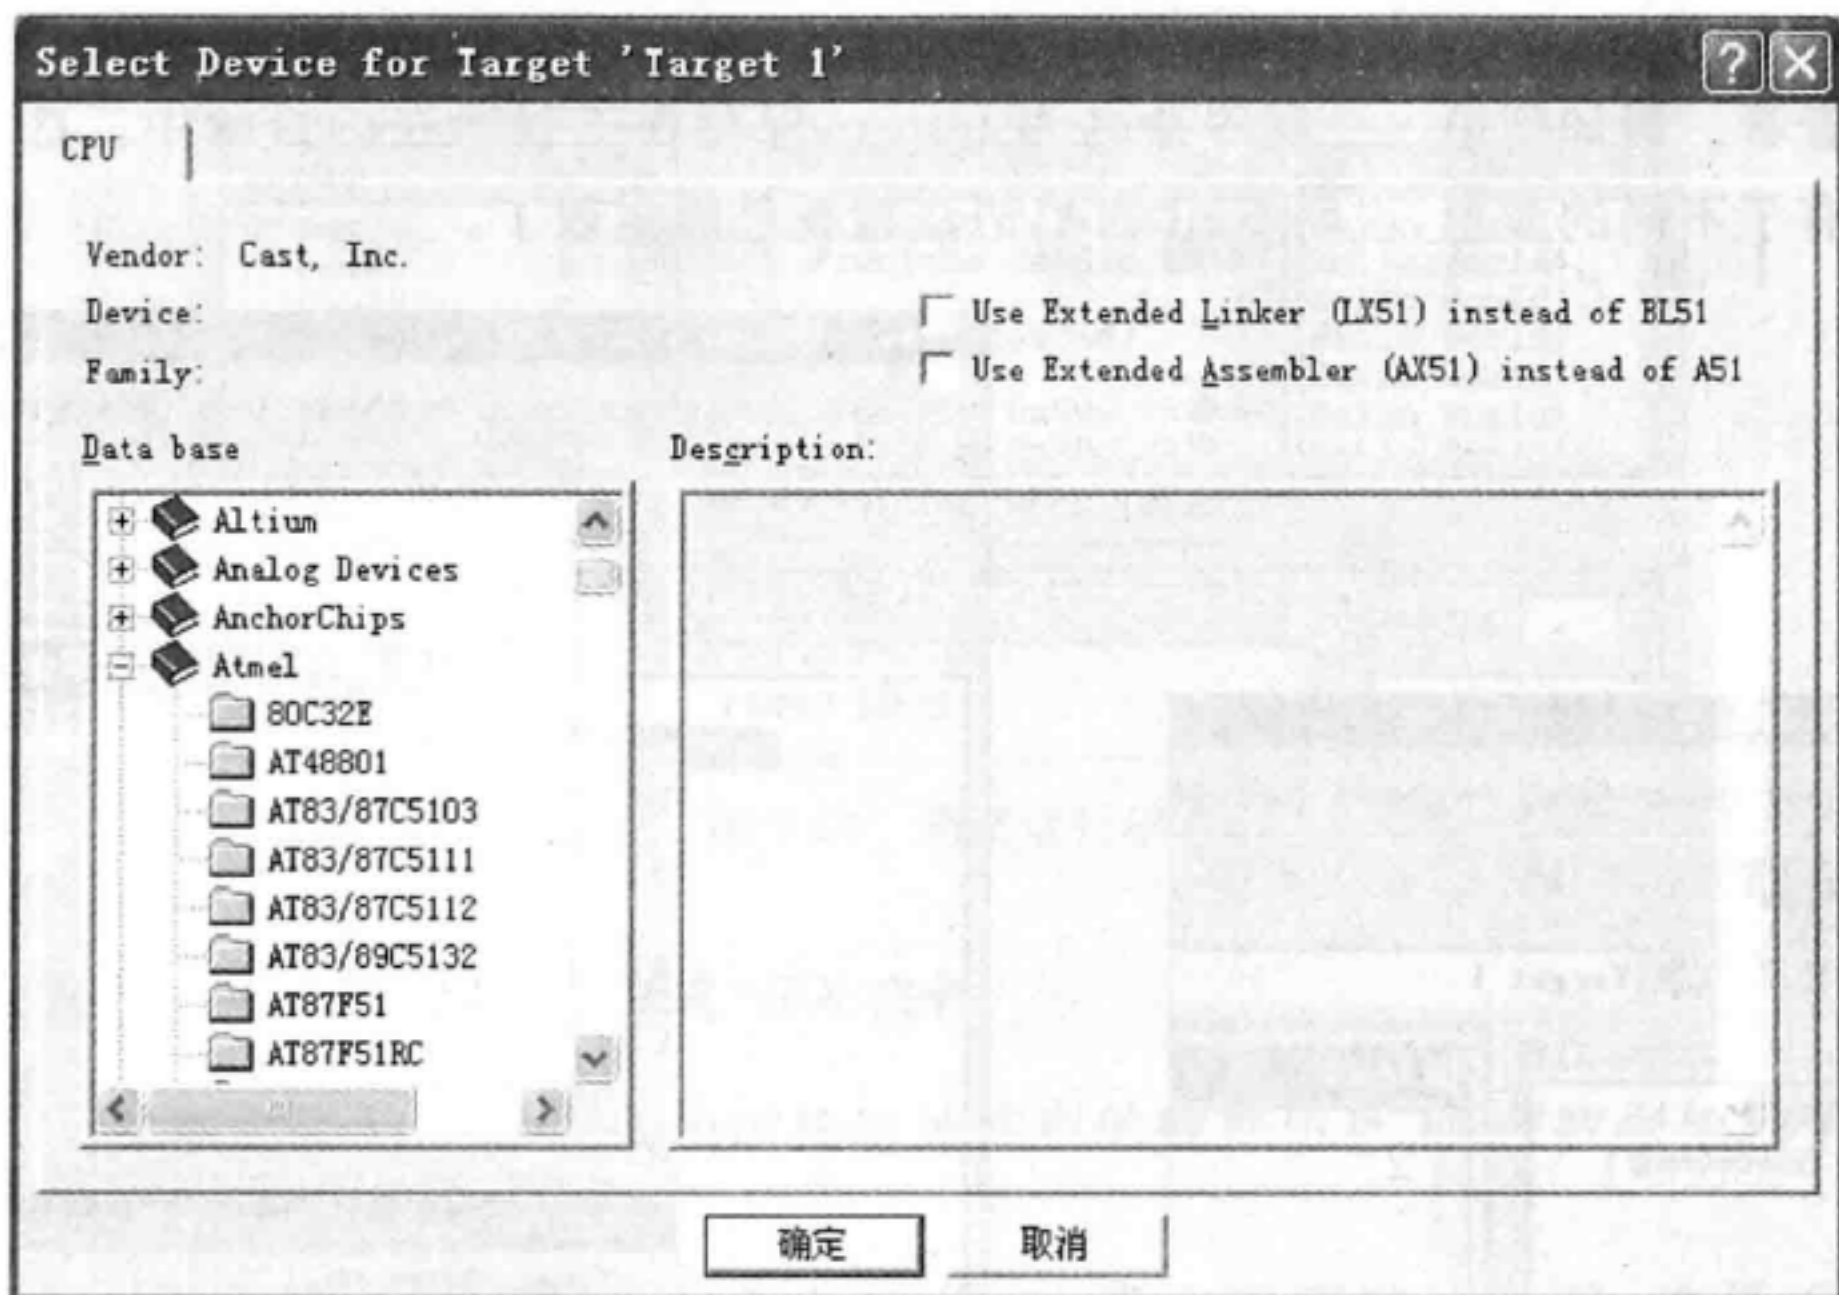 Select Device for Target 'Target 1'
CPU
Vendor: Cast, Inc.
Device:
Use Extended Linker (LX51) instead of BL51
Family:
Use Extended Assembler (AX51) instead of A51
Data base
Description:
Altium
Analog Devices
AnchorChips
Atmel
80C32E
AT48801
AT83/87C5103
AT83/87C5111
AT83/87C5112
AT83/89C5132
AT87F51
AT87F51RC
确定
取消